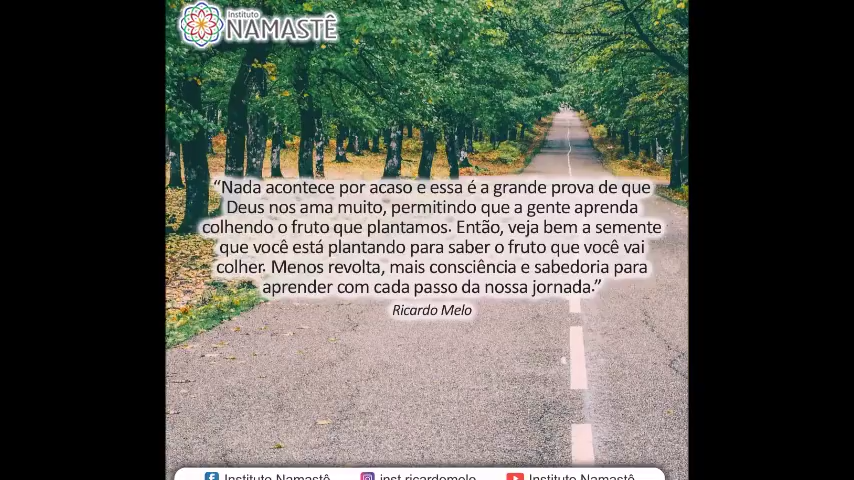 Instituto
NAMASTÊ
“Nada acontece por acaso e essa é a grande prova de que
Deus nos ama muito, permitindo que a gente aprenda
colhendo o fruto que plantamos. Então, veja bem a semente
que você está plantando para saber o fruto que você vai
colher. Menos revolta, mais consciência e sabedoria para
aprender com cada passo da nossa jornada.”
Ricardo Melo
Instituto Namastê inst.ricardomelo Instituto Namastê